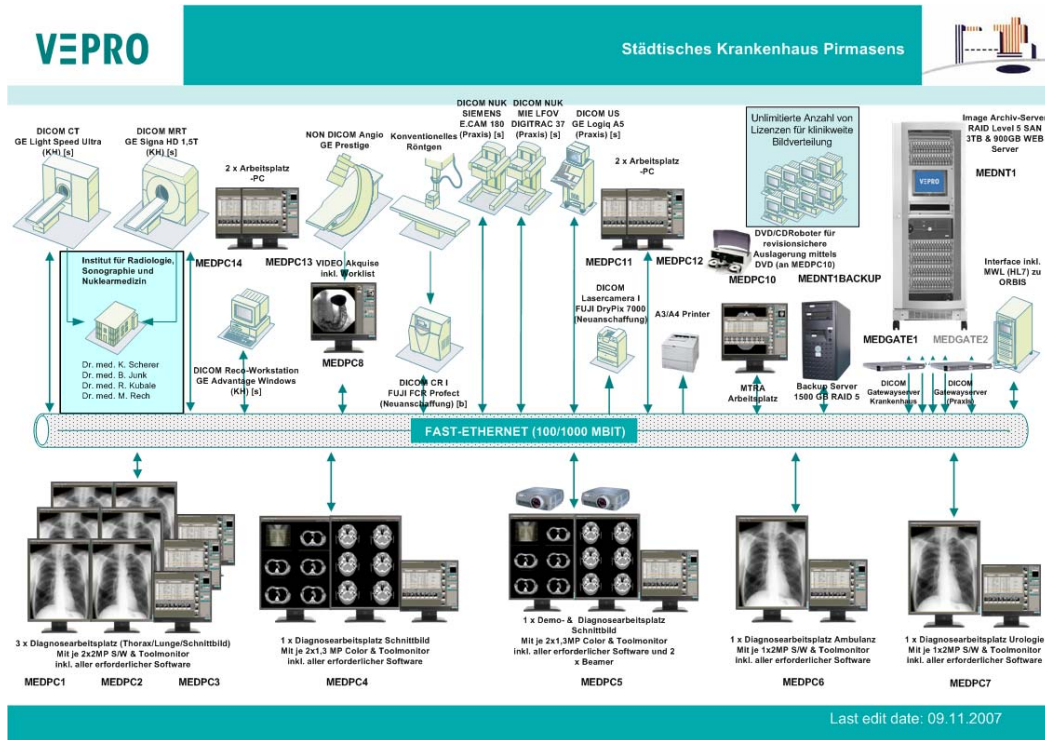 VEPRO
Städtisches Krankenhaus Pirmasens
DICOM CT
GE Light Speed Ultra
(KH) [s]
DICOM MRT
GE Signa HD 1,5T
(KH) [s]
2 x Arbeitsplatz
-PC
MEDPC14
MEDPC13
NON DICOM Angio
GE Prestige
Konventionelles
Röntgen
DICOM NUK
SIEMENS
E.CAM 180
(Praxis) [s]
DICOM NUK
MIE LFOV
DIGITRAC 37
(Praxis) [s]
DICOM US
GE Logiq A5
(Praxis) [s]
2 x Arbeitsplatz
-PC
MEDPC11
MEDPC12
Unlimitierte Anzahl von
Lizenzen für klinikweite
Bildverteilung
DVD/CDRoboter für
revisionsichere
Auslagerung mittels
DVD (an MEDPC10)
MEDPC10
MEDNT1BACKUP
Image Archiv-Server
RAID Level 5 SAN
3TB & 900GB WEB
Server
MEDNT1
VEPRO
Interface inkl.
MWL (HL7) zu
ORBIS
Institut für Radiologie,
Sonographie und
Nuklearmedizin
Dr. med. K. Scherer
Dr. med. B. Junk
Dr. med. R. Kubale
Dr. med. M. Rech
DICOM Reco-Workstation
GE Advantage Windows
(KH) [s]
VIDEO Akquise
inkl. Worklist
MEDPC8
DICOM CR I
FUJI FCR Profect
(Neuanschaffung) [b]
DICOM
Lasercamera I
FUJI DryPix 7000
(Neuanschaffung)
A3/A4 Printer
MTRA
Arbeitsplatz
Backup Server
1500 GB RAID 5
MEDGATE1
MEDGATE2
DICOM
Gatewayserver
Krankenhaus
DICOM
Gatewayserver
(Praxis)
FAST-ETHERNET (100/1000 MBIT)
3 x Diagnosearbeitsplatz (Thorax/Lunge/Schnittbild)
Mit je 2x2MP S/W & Toolmonitor
inkl. aller erforderlicher Software
MEDPC1
MEDPC2
MEDPC3
1 x Diagnosearbeitsplatz Schnittbild
Mit je 2x1,3 MP Color & Toolmonitor
inkl. aller erforderlicher Software
MEDPC4
1 x Demo- & Diagnosearbeitsplatz
Schnittbild
Mit je 2x1,3MP Color & Toolmonitor
inkl. aller erforderlicher Software und 2
x Beamer
MEDPC5
1 x Diagnosearbeitsplatz Ambulanz
Mit je 1x2MP S/W & Toolmonitor
inkl. aller erforderlicher Software
MEDPC6
1 x Diagnosearbeitsplatz Urologie
Mit je 1x2MP S/W & Toolmonitor
inkl. aller erforderlicher Software
MEDPC7
Last edit date: 09.11.2007